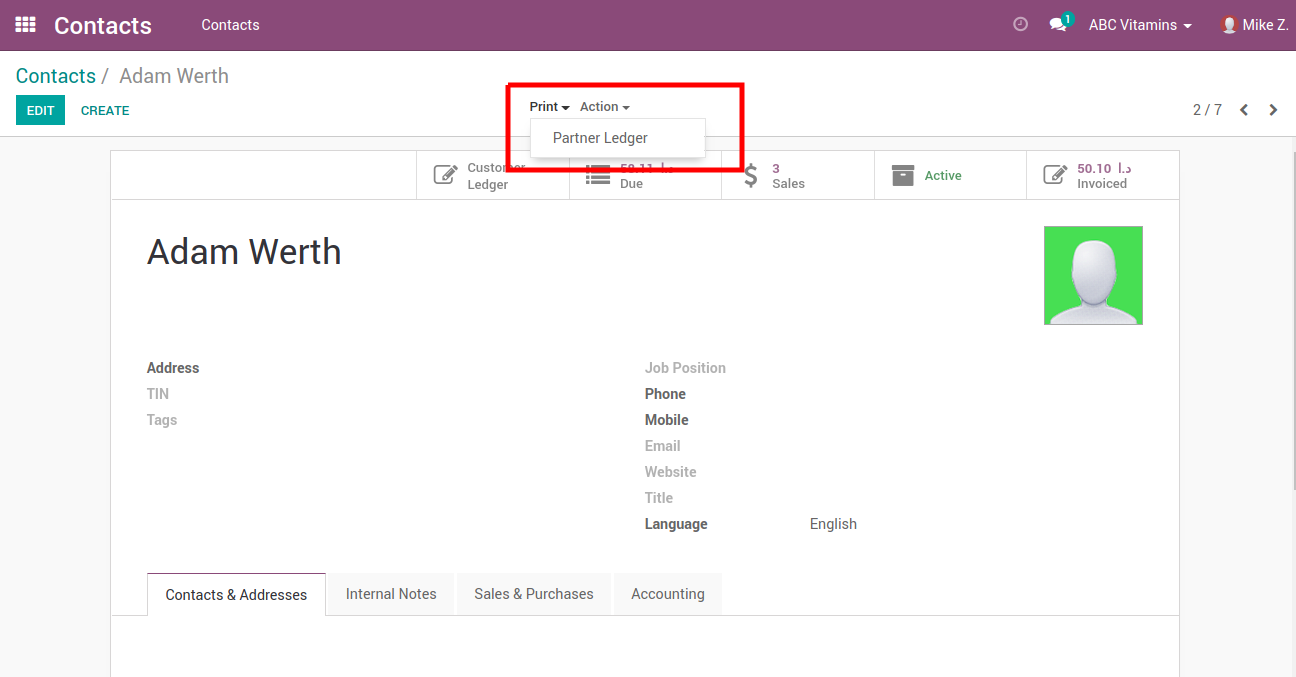 Contacts
Contacts
1
ABC Vitamins
Mike Z.
Contacts / Adam Werth
EDIT
CREATE
Print
Action
2 / 7
Partner Ledger
Customer
Ledger
58.11 د.ا
Due
3
Sales
Active
50.10 د.ا
Invoiced
Adam Werth
Address
TIN
Tags
Job Position
Phone
Mobile
Email
Website
Title
Language English
Contacts & Addresses
Internal Notes
Sales & Purchases
Accounting